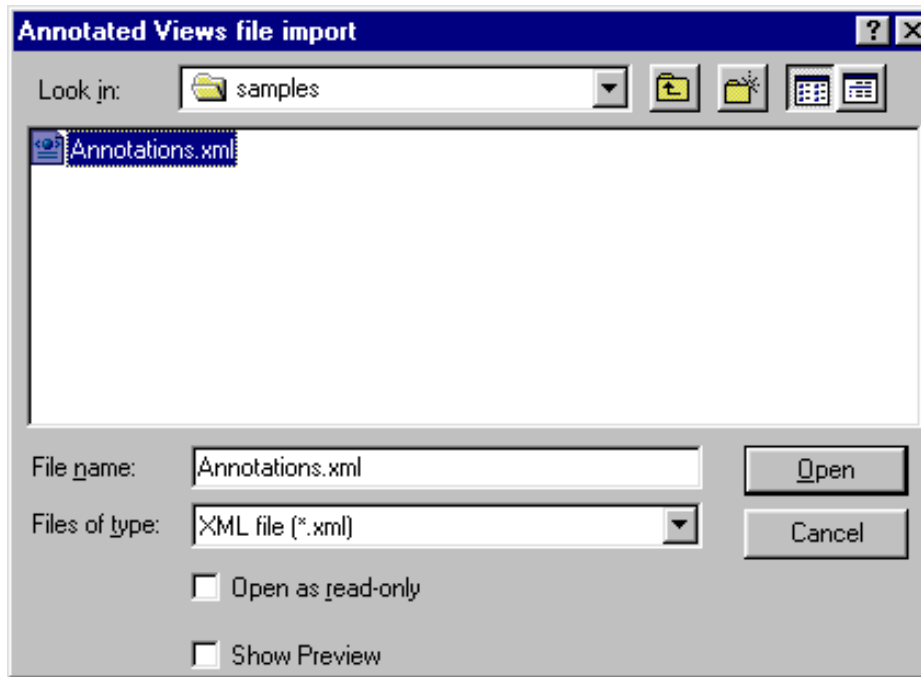 Annotated Views file import
Look in: samples
Annotations.xml
File name: Annotations.xml Open
Files of type: XML file (*.xml) Cancel
Open as read-only
Show Preview